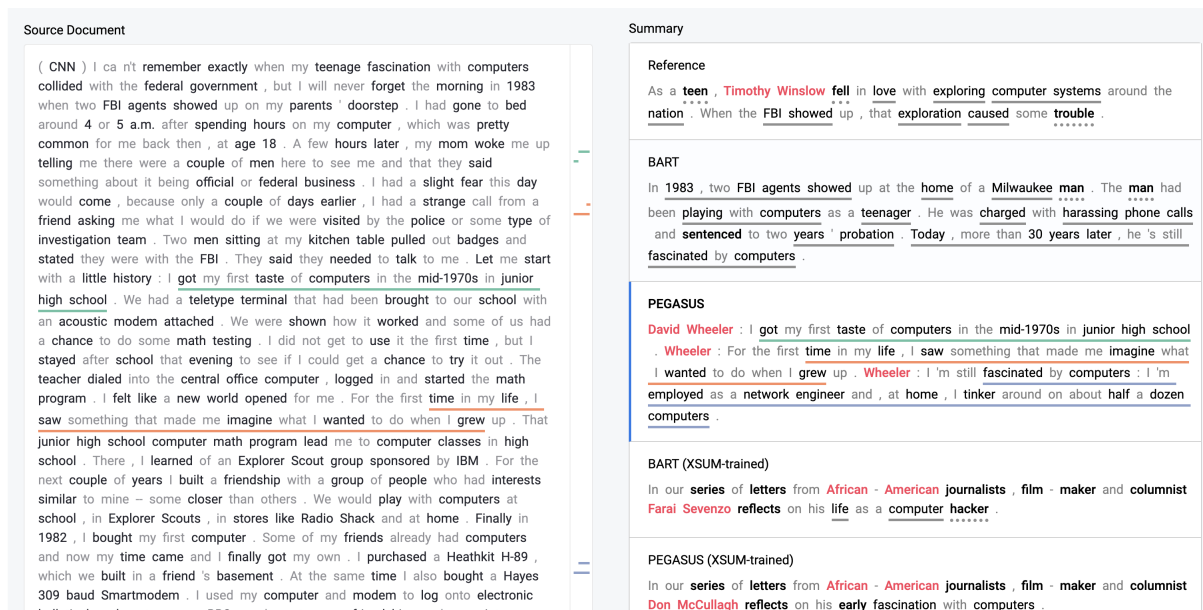 Source Document
( CNN ) I ca n't remember exactly when my teenage fascination with computers
collided with the federal government , but I will never forget the morning in 1983
when two FBI agents showed up on my parents ' doorstep . I had gone to bed
around 4 or 5 a.m. after spending hours on my computer , which was pretty
common for me back then , at age 18 . A few hours later , my mom woke me up
telling me there were a couple of men here to see me and that they said
something about it being official or federal business . I had a slight fear this day
would come , because only a couple of days earlier , I had a strange call from a
friend asking me what I would do if we were visited by the police or some type of
investigation team . Two men sitting at my kitchen table pulled out badges and
stated they were with the FBI . They said they needed to talk to me . Let me start
with a little history : I got my first taste of computers in the mid-1970s in junior
high school . We had a teletype terminal that had been brought to our school with
an acoustic modem attached . We were shown how it worked and some of us had
a chance to do some math testing . I did not get to use it the first time , but I
stayed after school that evening to see if I could get a chance to try it out . The
teacher dialed into the central office computer , logged in and started the math
program . I felt like a new world opened for me . For the first time in my life , I
saw something that made me imagine what I wanted to do when I grew up . That
junior high school computer math program lead me to computer classes in high
school . There , I learned of an Explorer Scout group sponsored by IBM . For the
next couple of years I built a friendship with a group of people who had interests
similar to mine – some closer than others . We would play with computers at
school , in Explorer Scouts , in stores like Radio Shack and at home . Finally in
1982 , I bought my first computer . Some of my friends already had computers
and now my time came and I finally got my own . I purchased a Heathkit H-89 ,
which we built in a friend 's basement . At the same time I also bought a Hayes
309 baud Smartmodem . I used my computer and modem to log onto electronic
Summary
Reference
As a teen , Timothy Winslow fell in love with exploring computer systems around the
nation . When the FBI showed up , that exploration caused some trouble .
BART
In 1983 , two FBI agents showed up at the home of a Milwaukee man . The man had
been playing with computers as a teenager . He was charged with harassing phone calls
and sentenced to two years ' probation . Today , more than 30 years later , he 's still
fascinated by computers .
PEGASUS
David Wheeler : I got my first taste of computers in the mid-1970s in junior high school
. Wheeler : For the first time in my life , I saw something that made me imagine what
I wanted to do when I grew up . Wheeler : I 'm still fascinated by computers : I 'm
employed as a network engineer and , at home , I tinker around on about half a dozen
computers .
BART (XSUM-trained)
In our series of letters from African - American journalists , film - maker and columnist
Farai Sevenzo reflects on his life as a computer hacker .
PEGASUS (XSUM-trained)
In our series of letters from African - American journalists , film - maker and columnist
Don McCullagh reflects on his early fascination with computers .